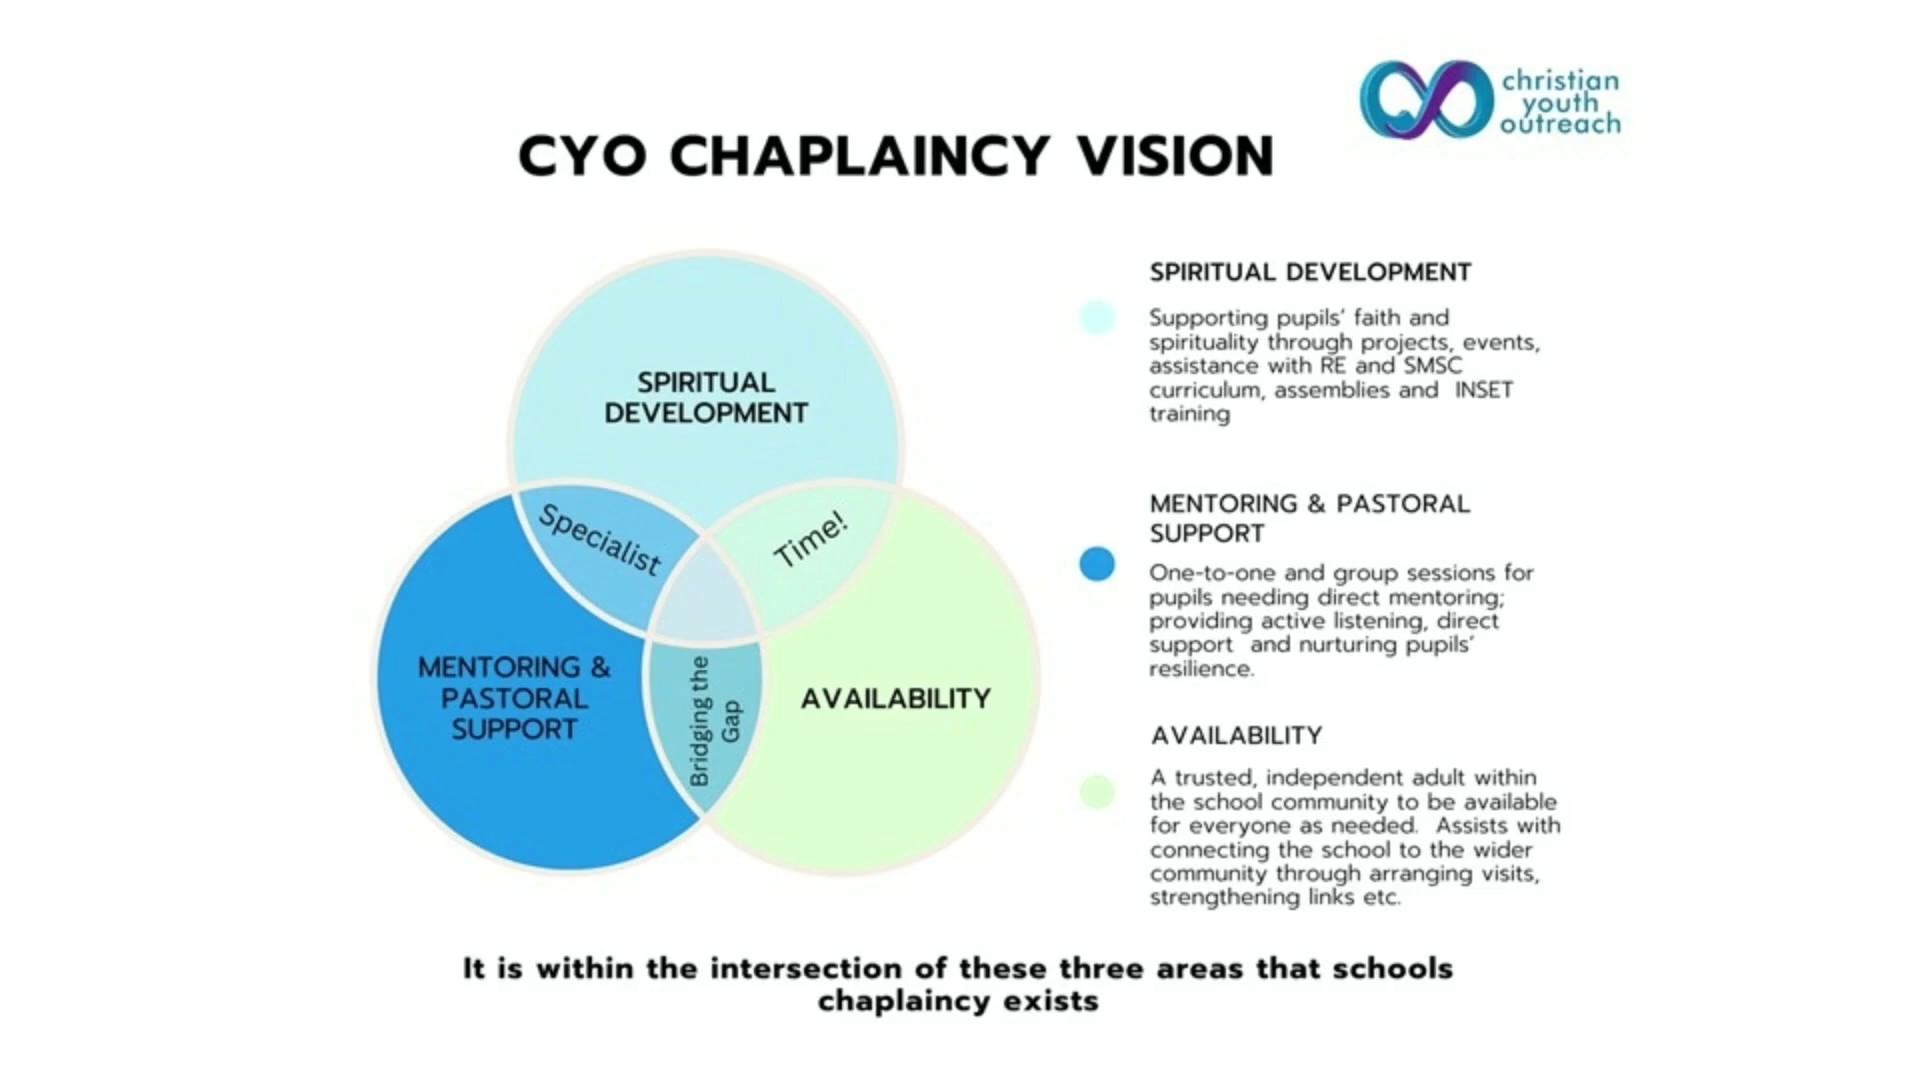 christian
youth
outreach
CYO CHAPLAINCY VISION
SPIRITUAL
DEVELOPMENT
Specialist
Time!
MENTORING &
PASTORAL
SUPPORT
Bridging the
Gap
AVAILABILITY
SPIRITUAL DEVELOPMENT
Supporting pupils' faith and
spirituality through projects, events,
assistance with RE and SMSC
curriculum, assemblies and  INSET
training
MENTORING & PASTORAL
SUPPORT
One-to-one and group sessions for
pupils needing direct mentoring;
providing active listening, direct
support  and nurturing pupils'
resilience.
AVAILABILITY
A trusted, independent adult within
the school community to be available
for everyone as needed.  Assists with
connecting the school to the wider
community through arranging visits,
strengthening links etc.
It is within the intersection of these three areas that schools
chaplaincy exists